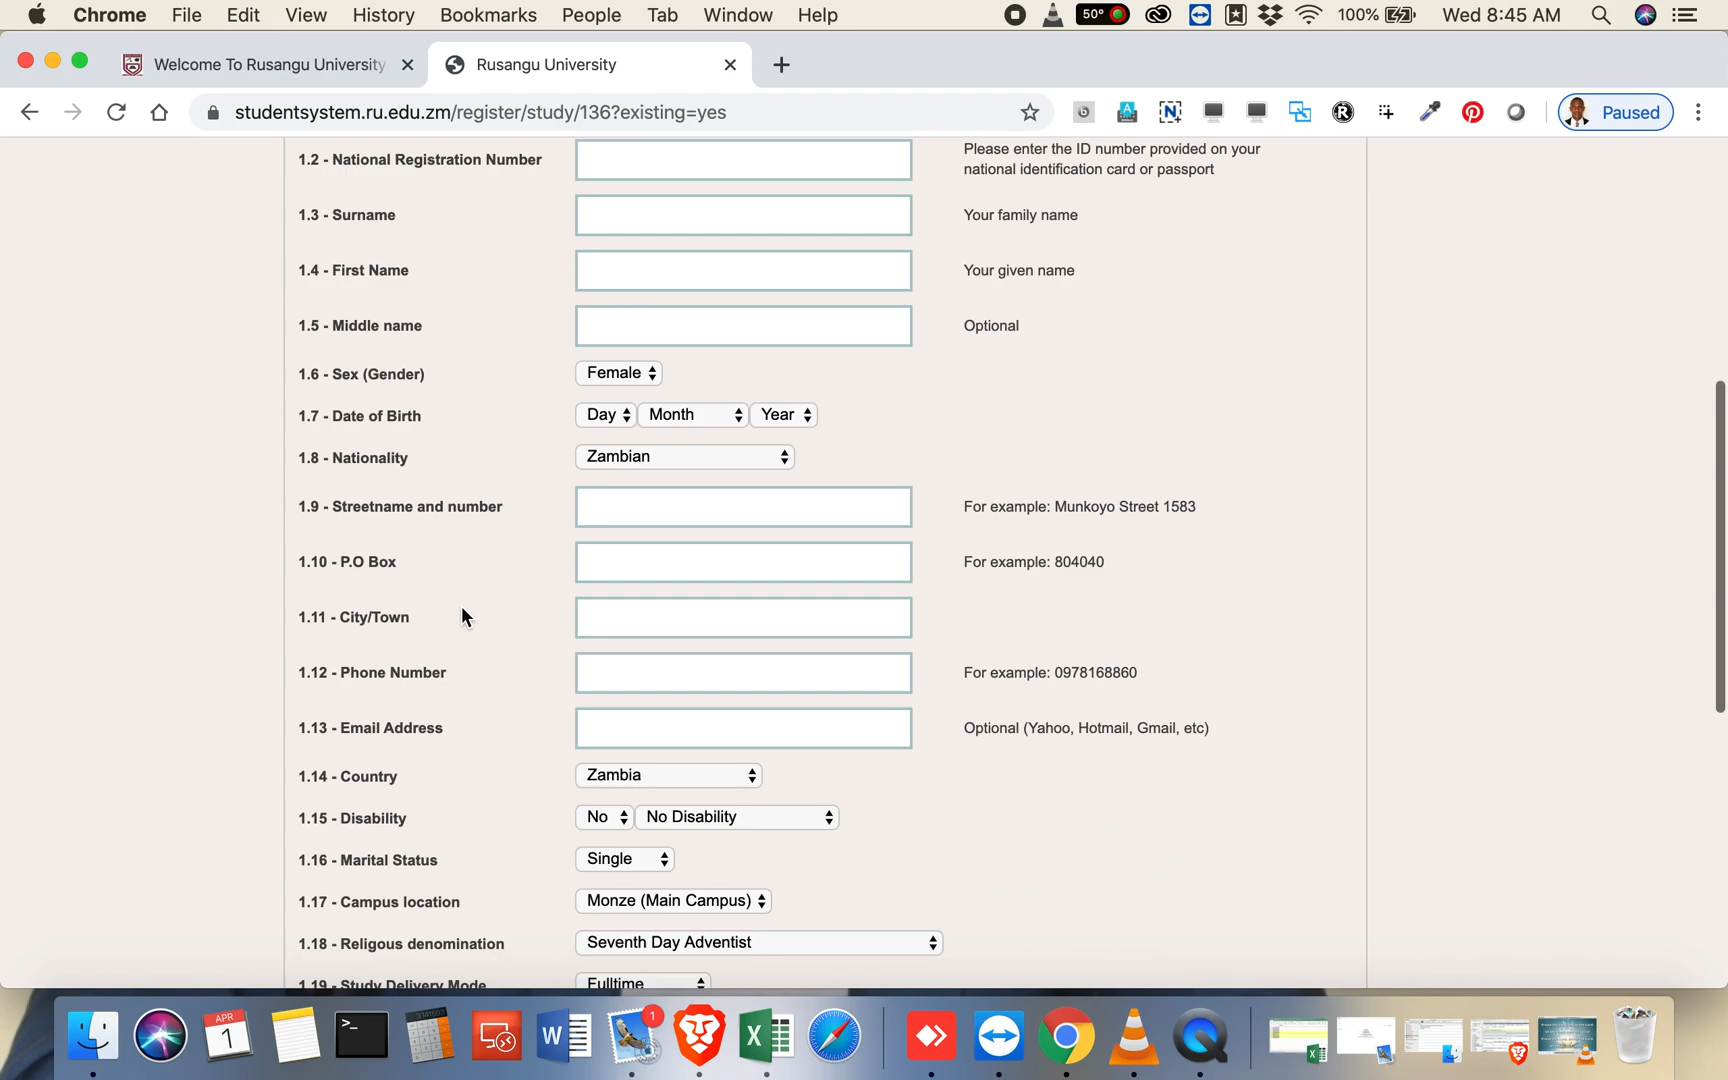 Chrome File Edit View History Bookmarks People Tab Window Help 50° 100% Wed 8:45 AM
Welcome To Rusangu University Rusangu University
studentsystem.ru.edu.zm/register/study/136?existing=yes Paused
1.2 - National Registration Number Please enter the ID number provided on your
national identification card or passport
1.3 - Surname Your family name
1.4 - First Name Your given name
1.5 - Middle name Optional
1.6 - Sex (Gender) Female
1.7 - Date of Birth Day Month Year
1.8 - Nationality Zambian
1.9 - Streetname and number For example: Munkoyo Street 1583
1.10 - P.O Box For example: 804040
1.11 - City/Town
1.12 - Phone Number For example: 0978168860
1.13 - Email Address Optional (Yahoo, Hotmail, Gmail, etc)
1.14 - Country Zambia
1.15 - Disability No No Disability
1.16 - Marital Status Single
1.17 - Campus location Monze (Main Campus)
1.18 - Religous denomination Seventh Day Adventist
1.19 - Study Delivery Mode Fulltime
APR
1
1